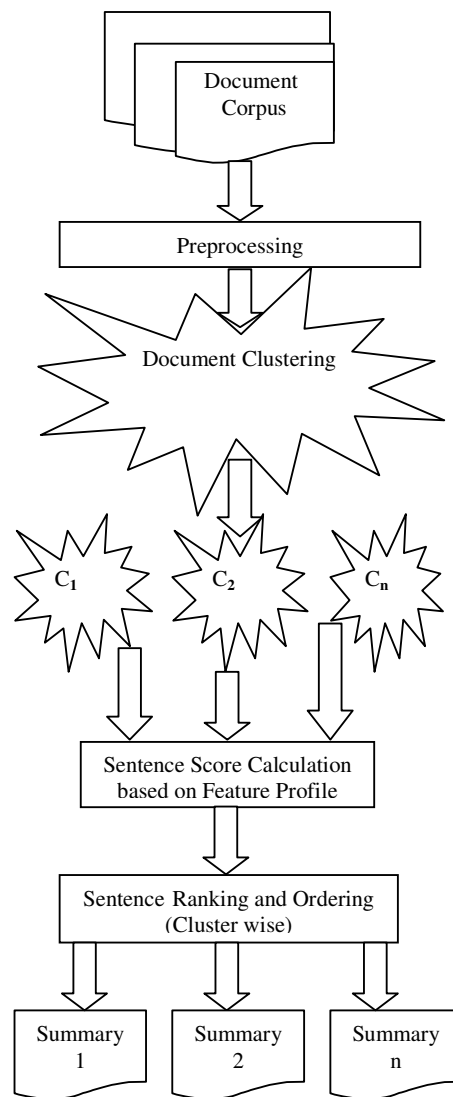 Document
Corpus
Preprocessing
Document Clustering
C1
C2
Cn
Sentence Score Calculation
based on Feature Profile
Sentence Ranking and Ordering
(Cluster wise)
Summary
1
Summary
2
Summary
n